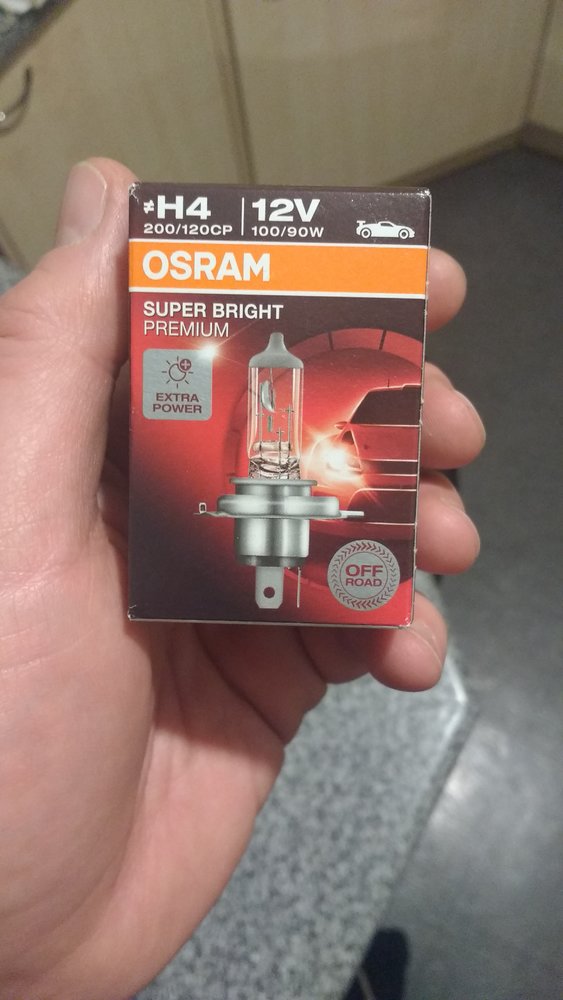 ≠H4 | 12V
200/120CP 100/90W
OSRAM
SUPER BRIGHT
PREMIUM
EXTRA
POWER
OFF
ROAD